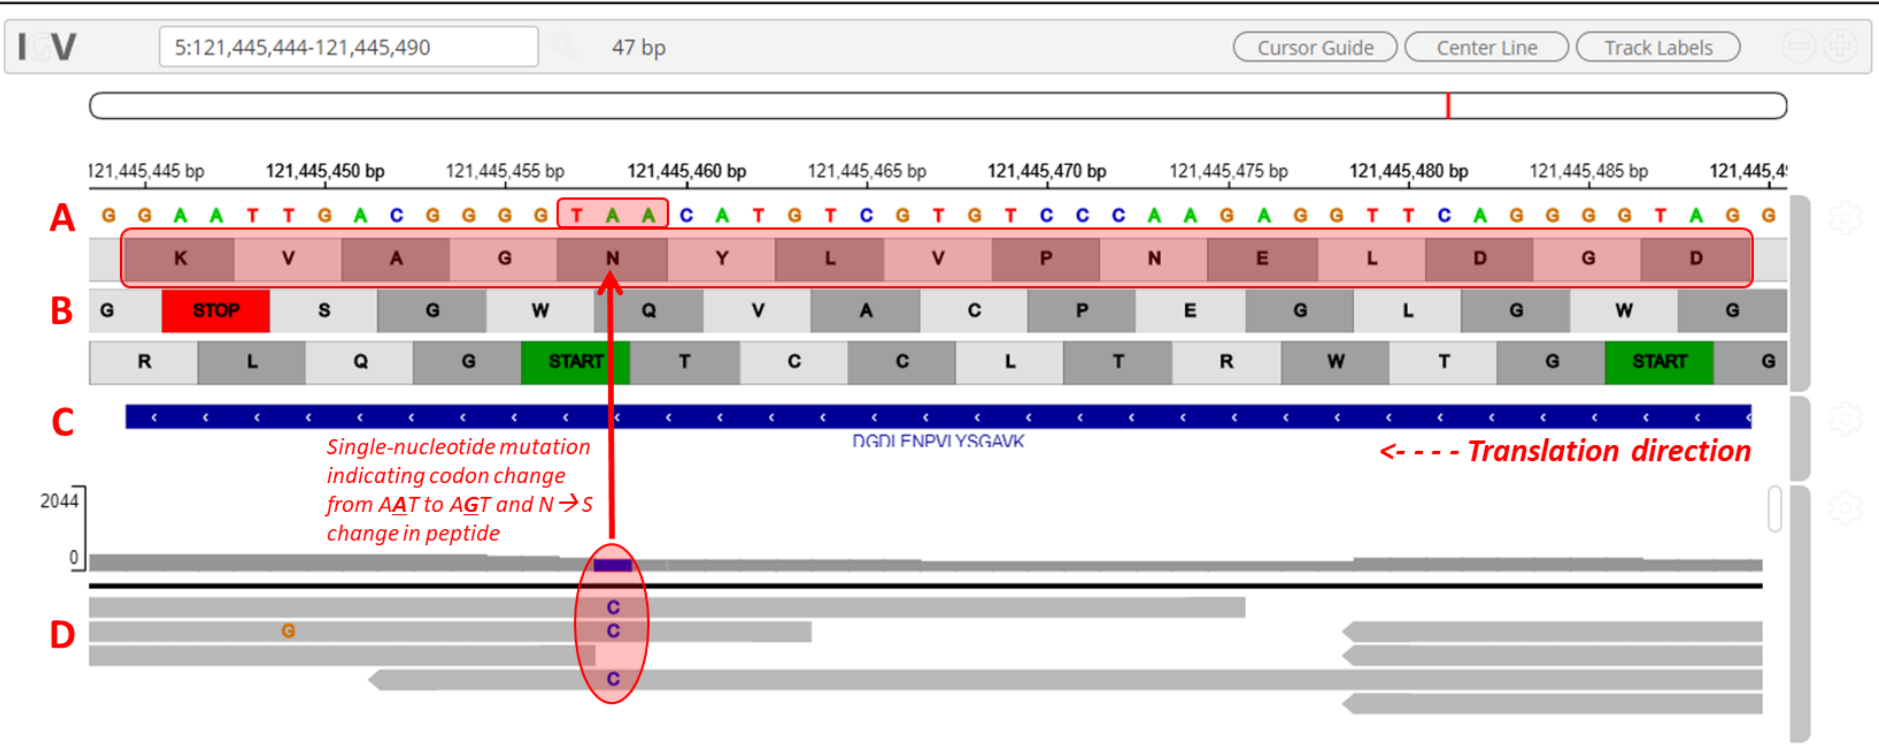 IGV 5:121,445,444-121,445,490 47 bp Cursor Guide Center Line Track Labels
121,445,445 bp 121,445,450 bp 121,445,455 bp 121,445,460 bp 121,445,465 bp 121,445,470 bp 121,445,475 bp 121,445,480 bp 121,445,485 bp 121,445,4
A G G A A T T G A C G G G G T A A C A T G T C G T G T C C C A A G A G G T T C A G G G G T A G G
K V A G N Y L V P N E L D G D
B G STOP S G W Q V A C P E G L G W G
R L Q G START T C C L T R W T G START G
C < < < < < < < < < < < < < < < < < < < < < < < < < < < < < < < <
DGDLENPVLYSGAVK
<- - - - Translation direction
Single-nucleotide mutation
indicating codon change
from AAT to AGT and N→S
change in peptide
2044
0
C
D G C
C